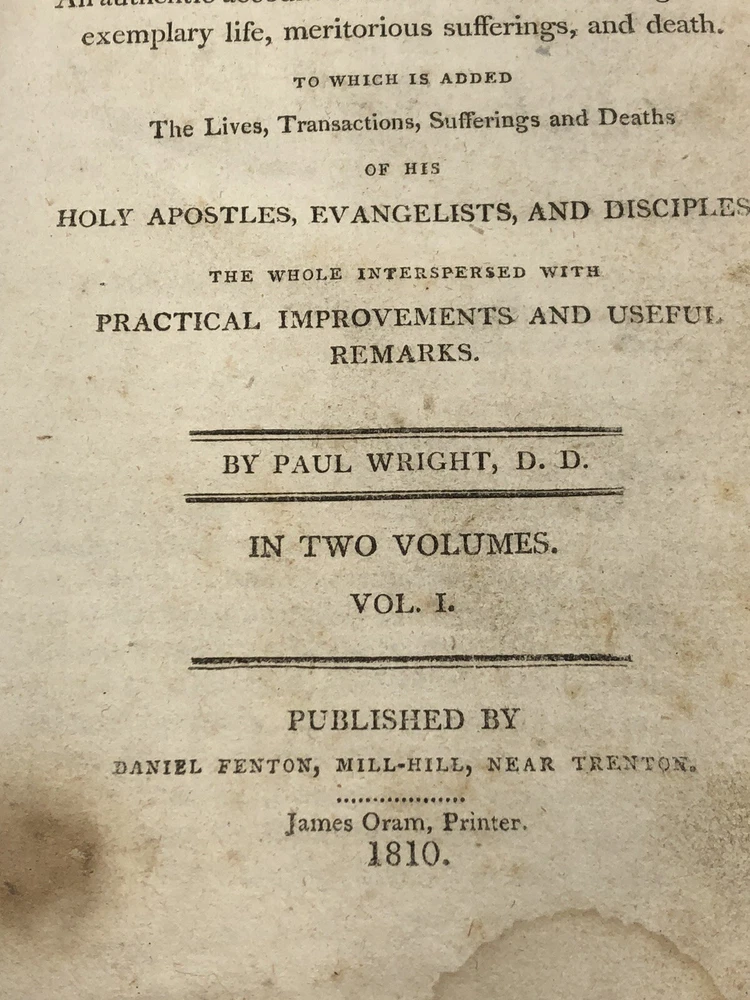 An authentic
exemplary life, meritorious sufferings, and death.
TO WHICH IS ADDED
The Lives, Transactions, Sufferings and Deaths
OF HIS
HOLY APOSTLES, EVANGELISTS, AND DISCIPLES
THE WHOLE INTERSPERSED WITH
PRACTICAL IMPROVEMENTS AND USEFUL
REMARKS.
BY PAUL WRIGHT, D. D.
IN TWO VOLUMES.
VOL. I.
PUBLISHED BY
DANIEL FENTON, MILL-HILL, NEAR TRENTON.
James Oram, Printer.
1810.